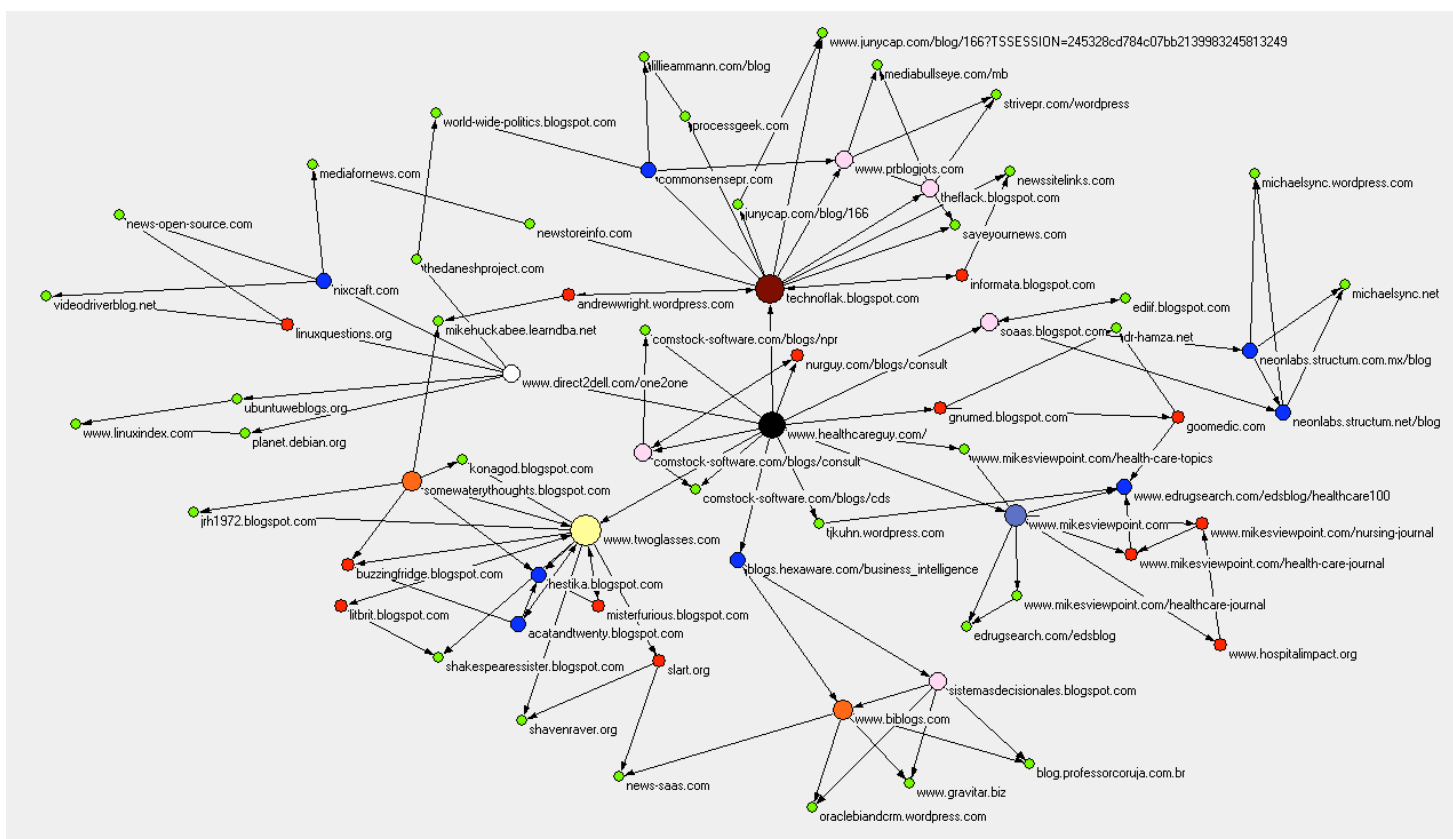 www.junycap.com/blog/166?TSSESSION=245328cd784c07bb2139983245813249
lillieammann.com/blog
mediabullseye.com/mb
strivepr.com/wordpress
world-wide-politics.blogspot.com
processgeek.com
www.prblogjots.com
mediafornews.com
commonsensepr.com
newssitelinks.com
michaelsync.wordpress.com
theflack.blogspot.com
junycap.com/blog/166
news-open-source.com
newstoreinfo.com
saveyournews.com
thedaneshproject.com
nixcraft.com
informata.blogspot.com
michaelsync.net
videodriverblog.net
andrewwright.wordpress.com
technoflak.blogspot.com
ediif.blogspot.com
linuxquestions.org
mikehuckabee.learndba.net
soaas.blogspot.com
dr-hamza.net
comstock-software.com/blogs/npr
neonlabs.structum.com.mx/blog
nurguy.com/blogs/consult
www.direct2dell.com/one2one
ubuntuweblogs.org
gnumed.blogspot.com
goomedic.com
neonlabs.structum.net/blog
www.linuxindex.com
planet.debian.org
www.healthcareguy.com/
comstock-software.com/blogs/consult
www.mikesviewpoint.com/health-care-topics
konagod.blogspot.com
somewaterythoughts.blogspot.com
comstock-software.com/blogs/cds
www.edrugsearch.com/edsblog/healthcare100
jrh1972.blogspot.com
www.twoglasses.com
tjkuhn.wordpress.com
www.mikesviewpoint.com
www.mikesviewpoint.com/nursing-journal
www.mikesviewpoint.com/health-care-journal
buzzingfridge.blogspot.com
hestika.blogspot.com
blogs.hexaware.com/business_intelligence
litbrit.blogspot.com
misterfurious.blogspot.com
www.mikesviewpoint.com/healthcare-journal
acatandtwenty.blogspot.com
edrugsearch.com/edsblog
www.hospitalimpact.org
shakespearessister.blogspot.com
slart.org
sistemasdecisionales.blogspot.com
www.biblogs.com
shavenraver.org
blog.professorcoruja.com.br
news-saas.com
www.gravitar.biz
oraclebiandcrm.wordpress.com